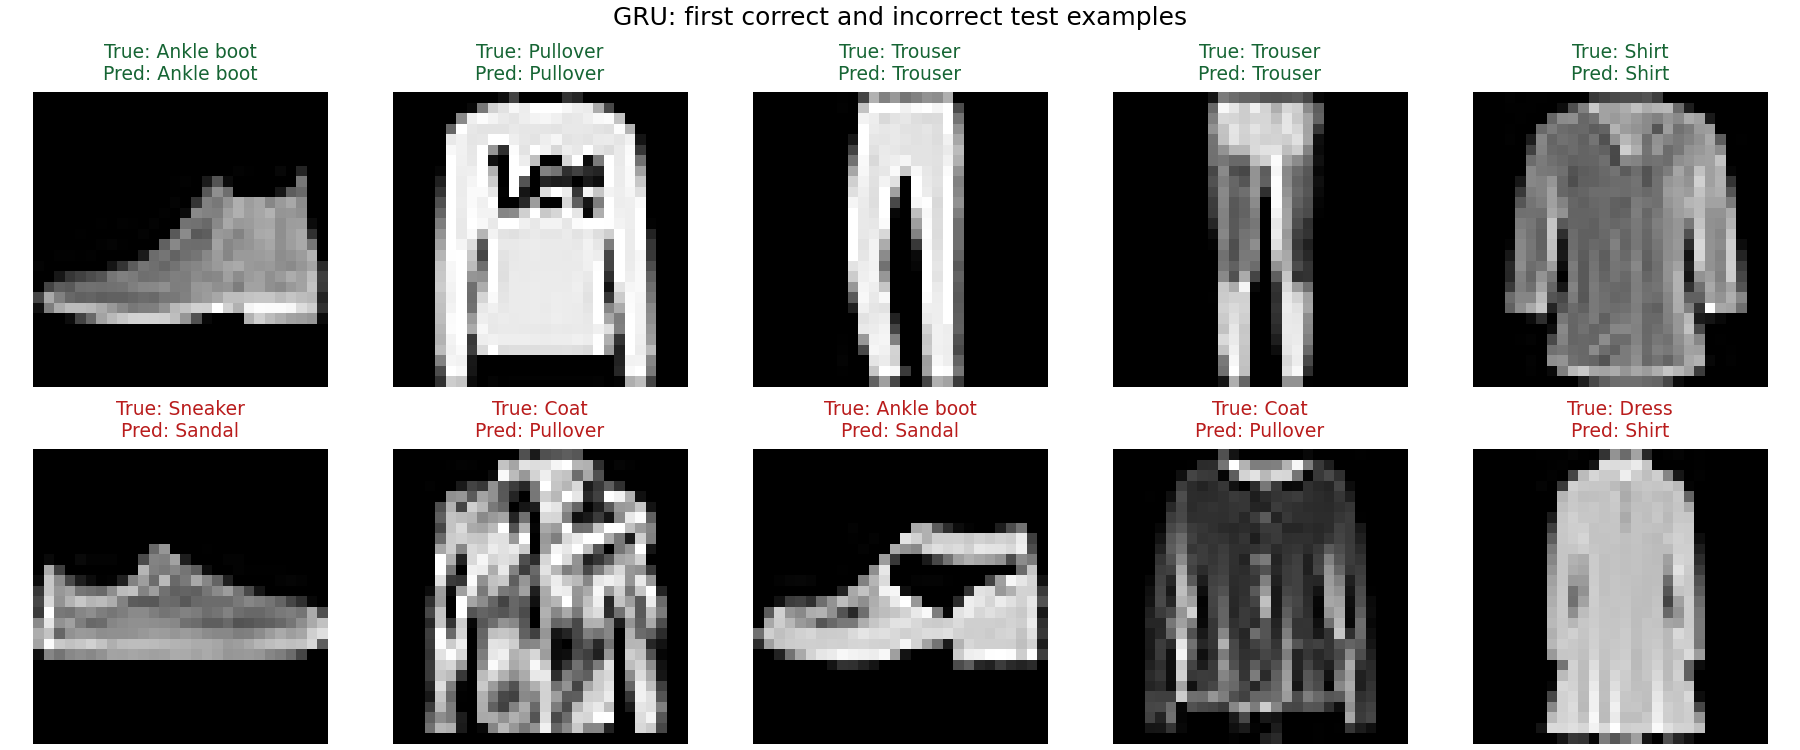 GRU: first correct and incorrect test examples
True: Ankle boot
Pred: Ankle boot
True: Pullover
Pred: Pullover
True: Trouser
Pred: Trouser
True: Trouser
Pred: Trouser
True: Shirt
Pred: Shirt
True: Sneaker
Pred: Sandal
True: Coat
Pred: Pullover
True: Ankle boot
Pred: Sandal
True: Coat
Pred: Pullover
True: Dress
Pred: Shirt